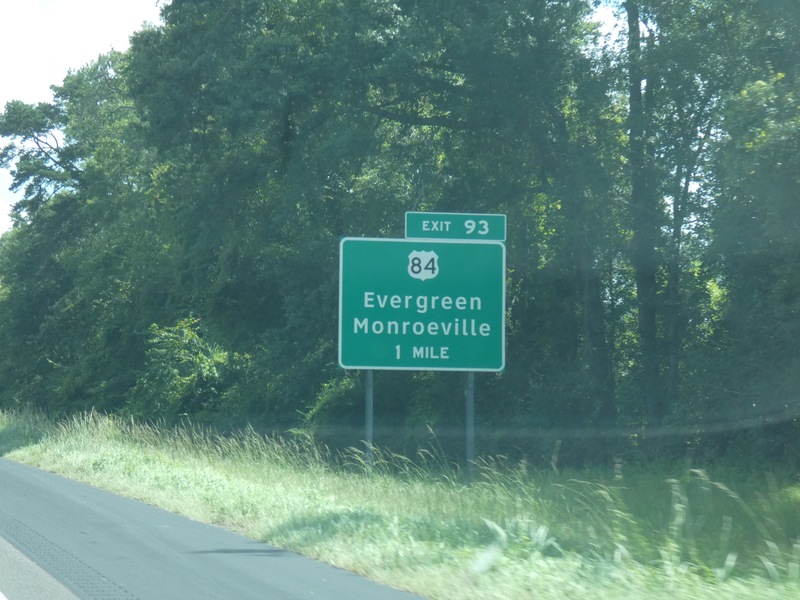 EXIT 93
84
Evergreen
Monroeville
1 MILE